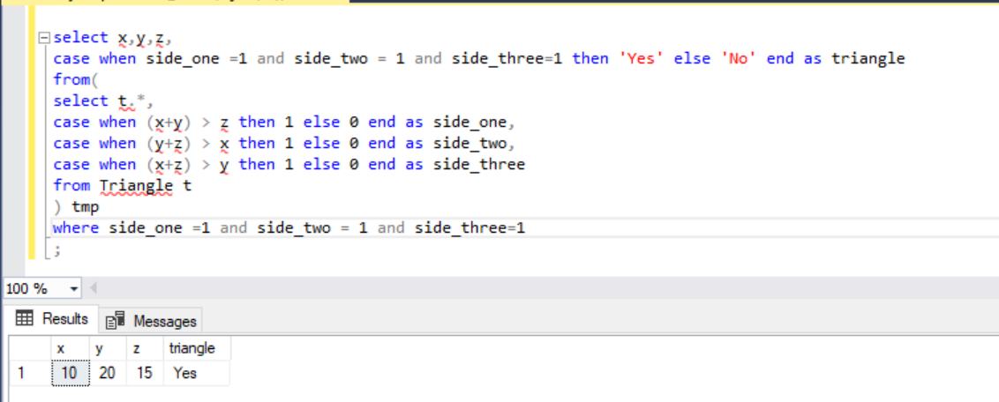 select x,y,z,
case when side_one =1 and side_two = 1 and side_three=1 then 'Yes' else 'No' end as triangle
from(
select t.*,
case when (x+y) > z then 1 else 0 end as side_one,
case when (y+z) > x then 1 else 0 end as side_two,
case when (x+z) > y then 1 else 0 end as side_three
from Triangle t
) tmp
where side_one =1 and side_two = 1 and side_three=1
;
100 %
Results Messages
x y z triangle
1 10 20 15 Yes